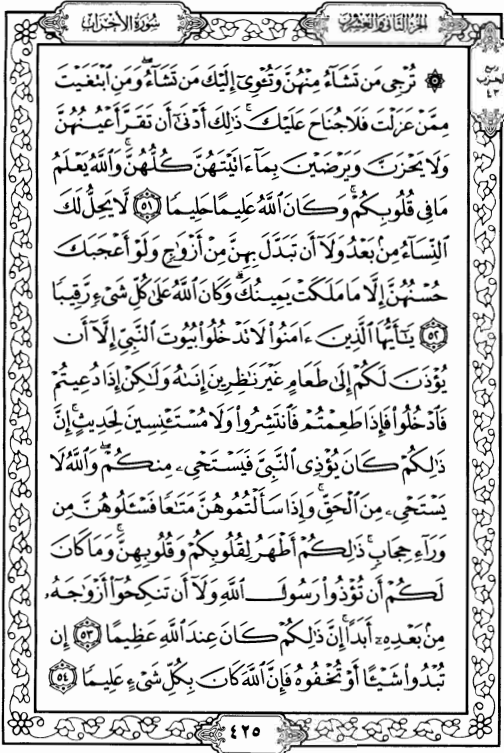 الجزء الثاني والعشرون
سورة الأحزاب
ربع
الحزب
٤٣
۞ تُرْجِى مَن تَشَآءُ مِنْهُنَّ وَتُـْٔوِىٓ إِلَيْكَ مَن تَشَآءُ ۖ وَمَنِ ٱبْتَغَيْتَ
مِمَّنْ عَزَلْتَ فَلَا جُنَاحَ عَلَيْكَ ۚ ذَٰلِكَ أَدْنَىٰٓ أَن تَقَرَّ أَعْيُنُهُنَّ
وَلَا يَحْزَنَّ وَيَرْضَيْنَ بِمَآ ءَاتَيْتَهُنَّ كُلُّهُنَّ ۚ وَٱللَّهُ يَعْلَمُ
مَا فِى قُلُوبِكُمْ ۚ وَكَانَ ٱللَّهُ عَلِيمًا حَلِيمًا ٥١ لَّا يَحِلُّ لَكَ
ٱلنِّسَآءُ مِنۢ بَعْدُ وَلَآ أَن تَبَدَّلَ بِهِنَّ مِنْ أَزْوَٰجٍ وَلَوْ أَعْجَبَكَ
حُسْنُهُنَّ إِلَّا مَا مَلَكَتْ يَمِينُكَ ۗ وَكَانَ ٱللَّهُ عَلَىٰ كُلِّ شَىْءٍ رَّقِيبًا
٥٢ يَٰٓأَيُّهَا ٱلَّذِينَ ءَامَنُوا۟ لَا تَدْخُلُوا۟ بُيُوتَ ٱلنَّبِىِّ إِلَّآ أَن
يُؤْذَنَ لَكُمْ إِلَىٰ طَعَامٍ غَيْرَ نَٰظِرِينَ إِنَىٰهُ وَلَٰكِنْ إِذَا دُعِيتُمْ
فَٱدْخُلُوا۟ فَإِذَا طَعِمْتُمْ فَٱنتَشِرُوا۟ وَلَا مُسْتَـْٔنِسِينَ لِحَدِيثٍ ۚ إِنَّ
ذَٰلِكُمْ كَانَ يُؤْذِى ٱلنَّبِىَّ فَيَسْتَحْىِۦ مِنكُمْ ۖ وَٱللَّهُ لَا
يَسْتَحْىِۦ مِنَ ٱلْحَقِّ ۚ وَإِذَا سَأَلْتُمُوهُنَّ مَتَٰعًا فَسْـَٔلُوهُنَّ مِن
وَرَآءِ حِجَابٍ ۚ ذَٰلِكُمْ أَطْهَرُ لِقُلُوبِكُمْ وَقُلُوبِهِنَّ ۚ وَمَا كَانَ
لَكُمْ أَن تُؤْذُوا۟ رَسُولَ ٱللَّهِ وَلَآ أَن تَنكِحُوٓا۟ أَزْوَٰجَهُۥ
مِنۢ بَعْدِهِۦٓ أَبَدًا ۚ إِنَّ ذَٰلِكُمْ كَانَ عِندَ ٱللَّهِ عَظِيمًا ٥٣ إِن
تُبْدُوا۟ شَيْـًٔا أَوْ تُخْفُوهُ فَإِنَّ ٱللَّهَ كَانَ بِكُلِّ شَىْءٍ عَلِيمًا ٥٤
٤٢٥